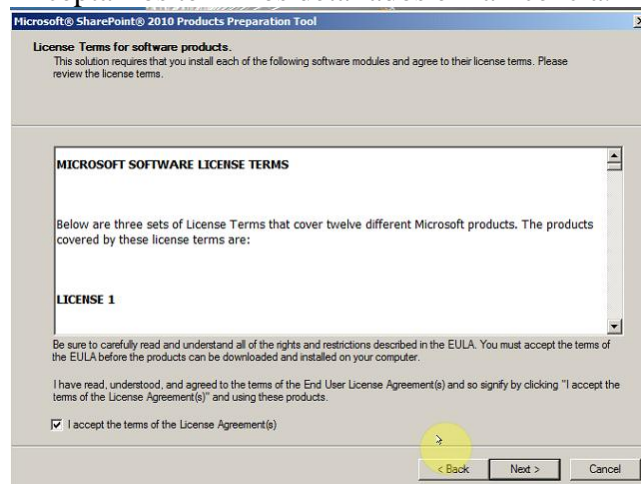 Microsoft® SharePoint® 2010 Products Preparation Tool
License Terms for software products.
This solution requires that you install each of the following software modules and agree to their license terms. Please
review the license terms.
MICROSOFT SOFTWARE LICENSE TERMS
Below are three sets of License Terms that cover twelve different Microsoft products. The products
covered by these license terms are:
LICENSE 1
Be sure to carefully read and understand all of the rights and restrictions described in the EULA. You must accept the terms of
the EULA before the products can be downloaded and installed on your computer.
I have read, understood, and agreed to the terms of the End User License Agreement(s) and so signify by clicking "I accept the
terms of the License Agreement(s)" and using these products.
I accept the terms of the License Agreement(s)
< Back Next > Cancel